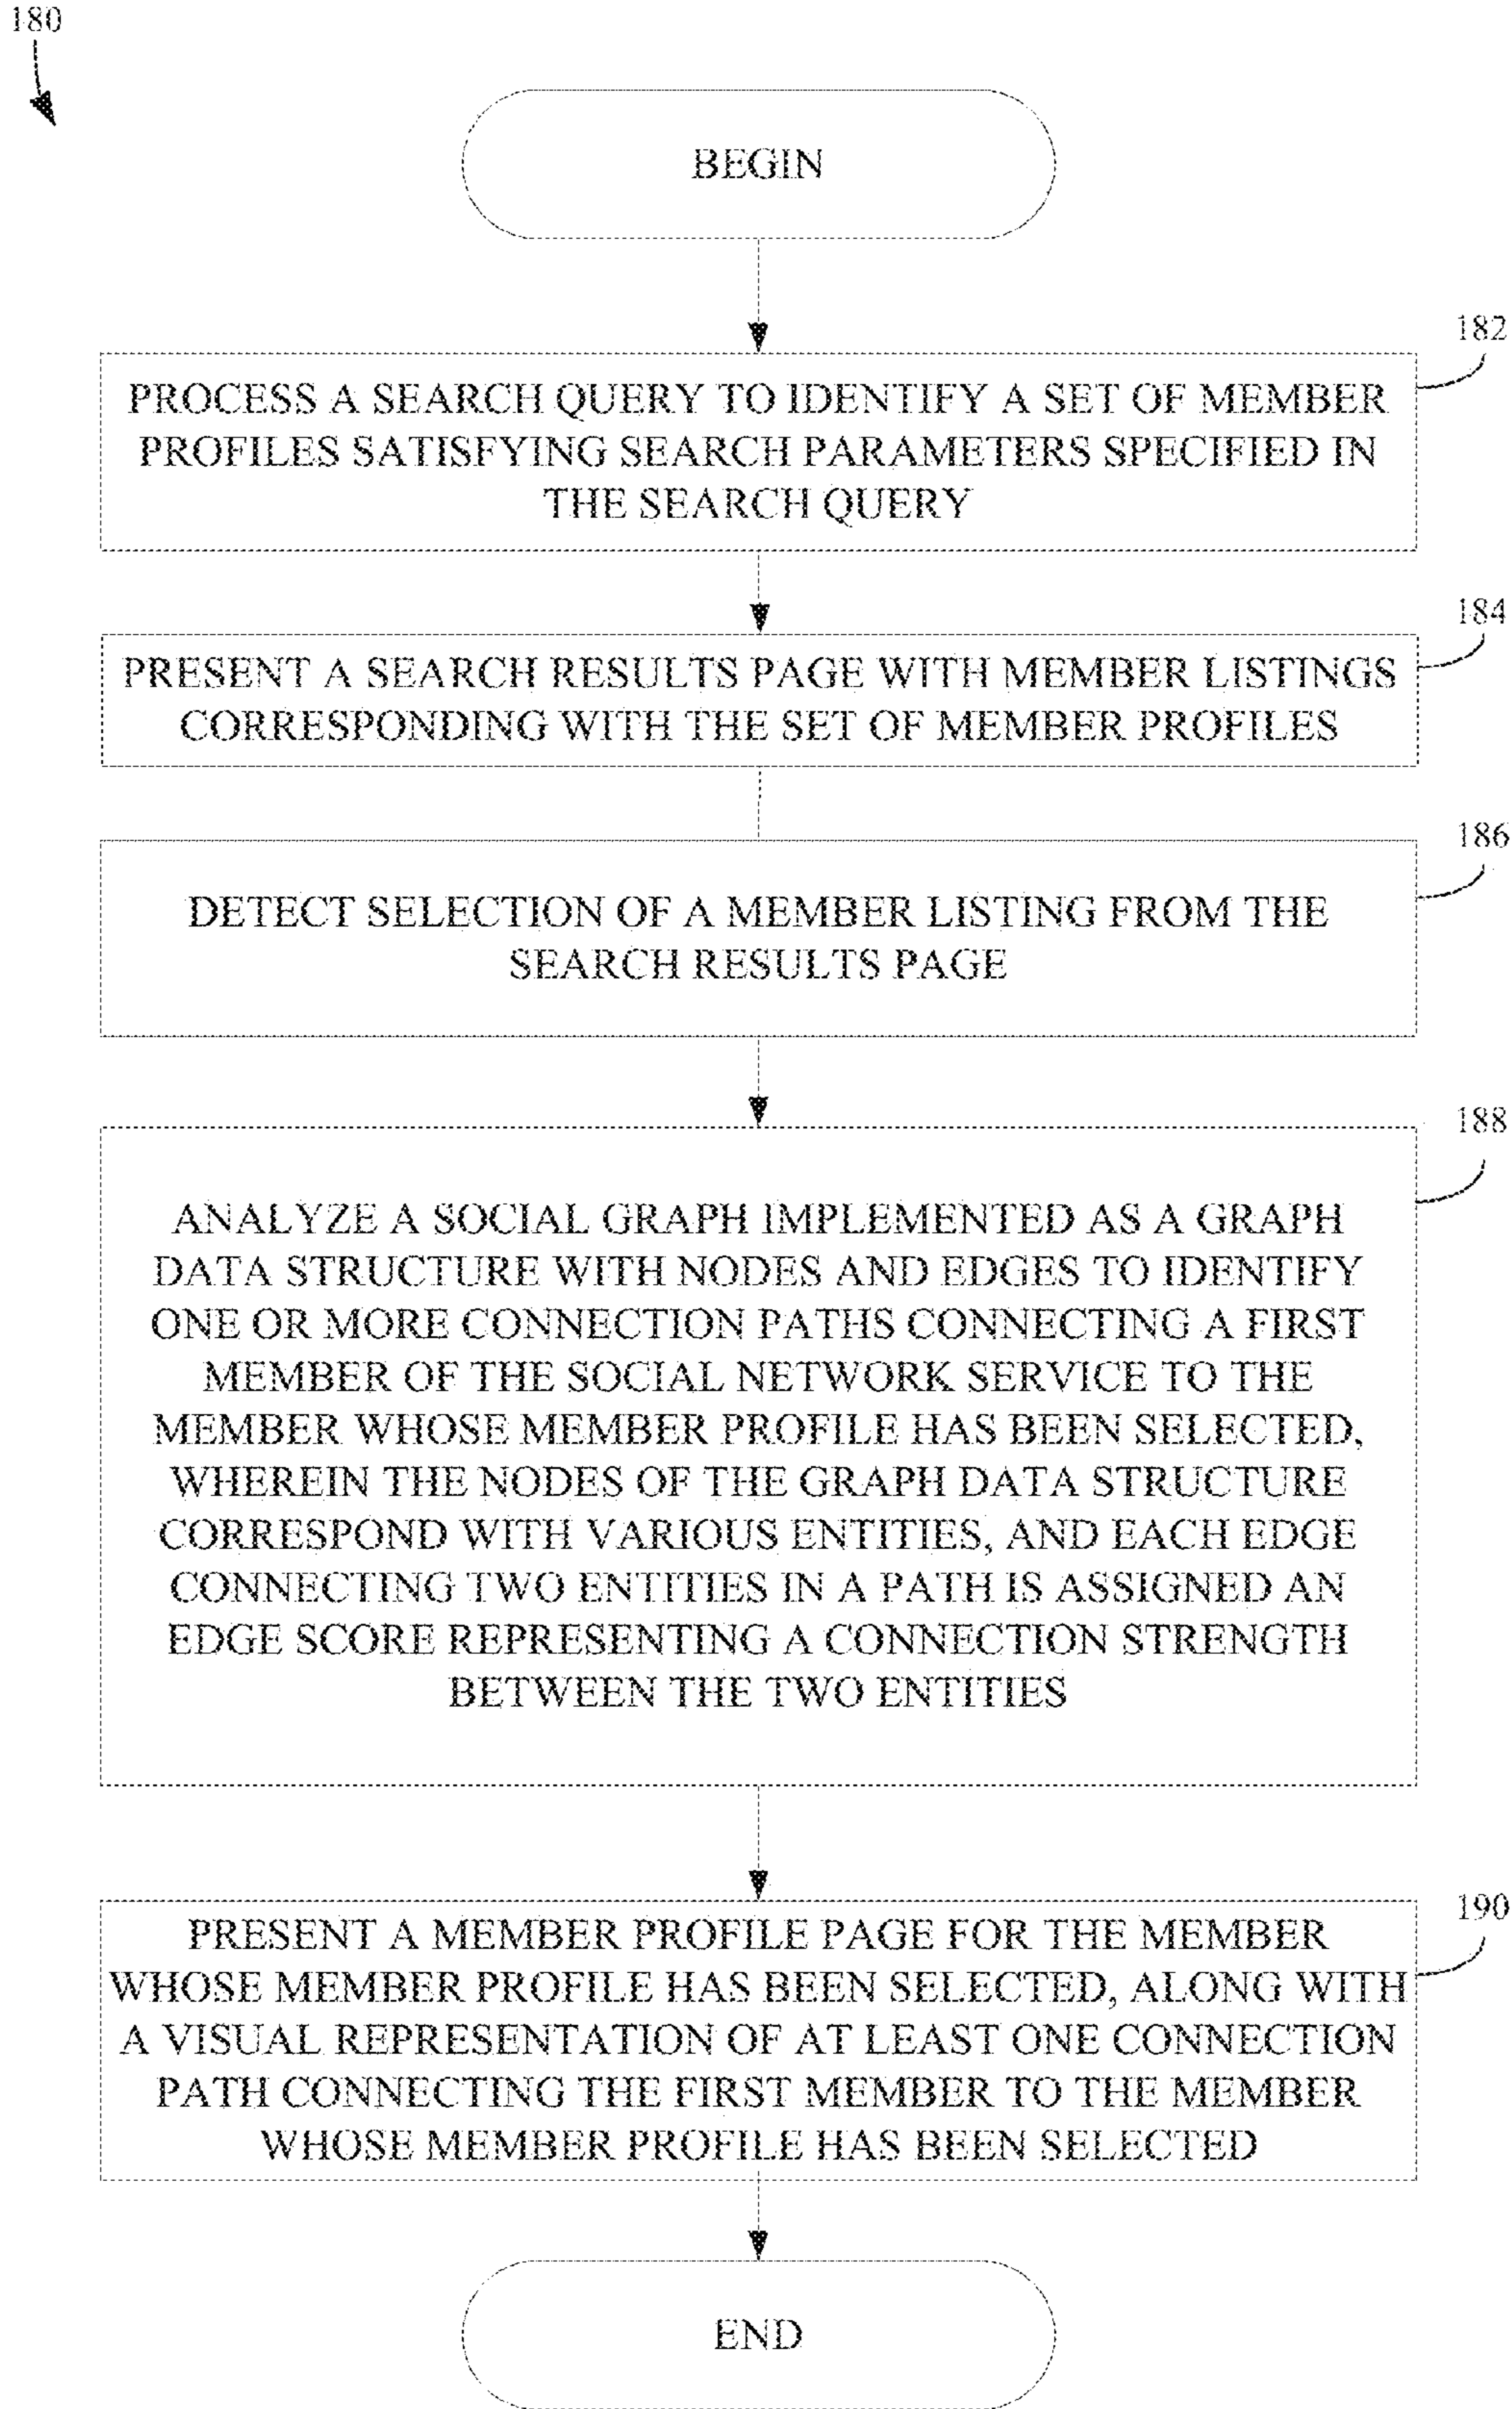 180
BEGIN
182
PROCESS A SEARCH QUERY TO IDENTIFY A SET OF MEMBER
PROFILES SATISFYING SEARCH PARAMETERS SPECIFIED IN
THE SEARCH QUERY
184
PRESENT A SEARCH RESULTS PAGE WITH MEMBER LISTINGS
CORRESPONDING WITH THE SET OF MEMBER PROFILES
186
DETECT SELECTION OF A MEMBER LISTING FROM THE
SEARCH RESULTS PAGE
188
ANALYZE A SOCIAL GRAPH IMPLEMENTED AS A GRAPH
DATA STRUCTURE WITH NODES AND EDGES TO IDENTIFY
ONE OR MORE CONNECTION PATHS CONNECTING A FIRST
MEMBER OF THE SOCIAL NETWORK SERVICE TO THE
MEMBER WHOSE MEMBER PROFILE HAS BEEN SELECTED,
WHEREIN THE NODES OF THE GRAPH DATA STRUCTURE
CORRESPOND WITH VARIOUS ENTITIES, AND EACH EDGE
CONNECTING TWO ENTITIES IN A PATH IS ASSIGNED AN
EDGE SCORE REPRESENTING A CONNECTION STRENGTH
BETWEEN THE TWO ENTITIES
190
PRESENT A MEMBER PROFILE PAGE FOR THE MEMBER
WHOSE MEMBER PROFILE HAS BEEN SELECTED, ALONG WITH
A VISUAL REPRESENTATION OF AT LEAST ONE CONNECTION
PATH CONNECTING THE FIRST MEMBER TO THE MEMBER
WHOSE MEMBER PROFILE HAS BEEN SELECTED
END